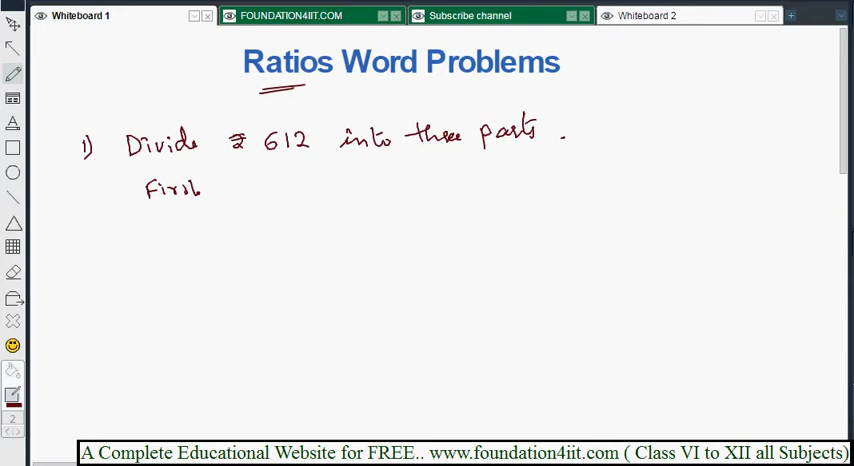 Whiteboard 1
FOUNDATION4IIT.COM
Subscribe channel
Whiteboard 2
Ratios Word Problems
1) Divide ₹ 612 into three parts .
First
2
A Complete Educational Website for FREE.. www.foundation4iit.com ( Class VI to XII all Subjects)